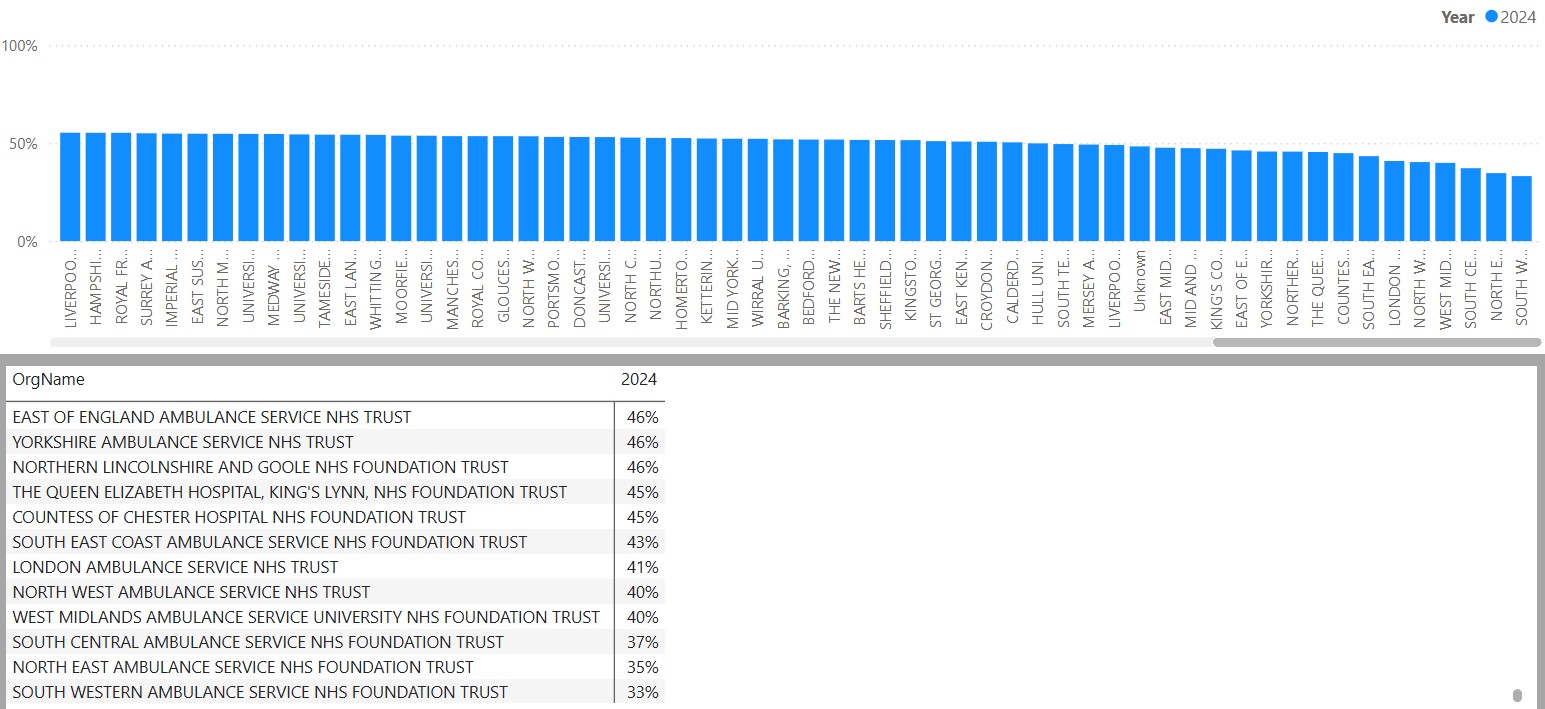 Year 2024
100%
50%
0%
LIVERPOO...
HAMPSHI...
ROYAL FR...
SURREY A...
IMPERIAL ...
EAST SUS...
NORTH M...
UNIVERSI...
MEDWAY ...
UNIVERSI...
TAMESIDE...
EAST LAN...
WHITTING...
MOORFIE...
UNIVERSI...
MANCHES...
ROYAL CO...
GLOUCES...
NORTH W...
PORTSMO...
DONCAST...
UNIVERSI...
NORTH C...
NORTHU...
HOMERTO...
KETTERIN...
MID YORK...
WIRRAL U...
BARKING, ...
BEDFORD...
THE NEW...
BARTS HE...
SHEFFIELD...
KINGSTO...
ST GEORG...
EAST KEN...
CROYDON...
CALDERD...
HULL UNI...
SOUTH TE...
MERSEY A...
LIVERPOO...
Unknown
EAST MID...
MID AND ...
KING'S CO...
EAST OF E...
YORKSHIR...
NORTHER...
THE QUEE...
COUNTES...
SOUTH EA...
LONDON ...
NORTH W...
WEST MID...
SOUTH CE...
NORTH E...
SOUTH W...
OrgName 2024
EAST OF ENGLAND AMBULANCE SERVICE NHS TRUST 46%
YORKSHIRE AMBULANCE SERVICE NHS TRUST 46%
NORTHERN LINCOLNSHIRE AND GOOLE NHS FOUNDATION TRUST 46%
THE QUEEN ELIZABETH HOSPITAL, KING'S LYNN, NHS FOUNDATION TRUST 45%
COUNTESS OF CHESTER HOSPITAL NHS FOUNDATION TRUST 45%
SOUTH EAST COAST AMBULANCE SERVICE NHS FOUNDATION TRUST 43%
LONDON AMBULANCE SERVICE NHS TRUST 41%
NORTH WEST AMBULANCE SERVICE NHS TRUST 40%
WEST MIDLANDS AMBULANCE SERVICE UNIVERSITY NHS FOUNDATION TRUST 40%
SOUTH CENTRAL AMBULANCE SERVICE NHS FOUNDATION TRUST 37%
NORTH EAST AMBULANCE SERVICE NHS FOUNDATION TRUST 35%
SOUTH WESTERN AMBULANCE SERVICE NHS FOUNDATION TRUST 33%